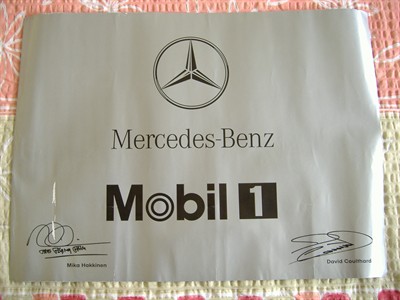 Mercedes-Benz
Mobil 1
Mika Hakkinen
David Coulthard